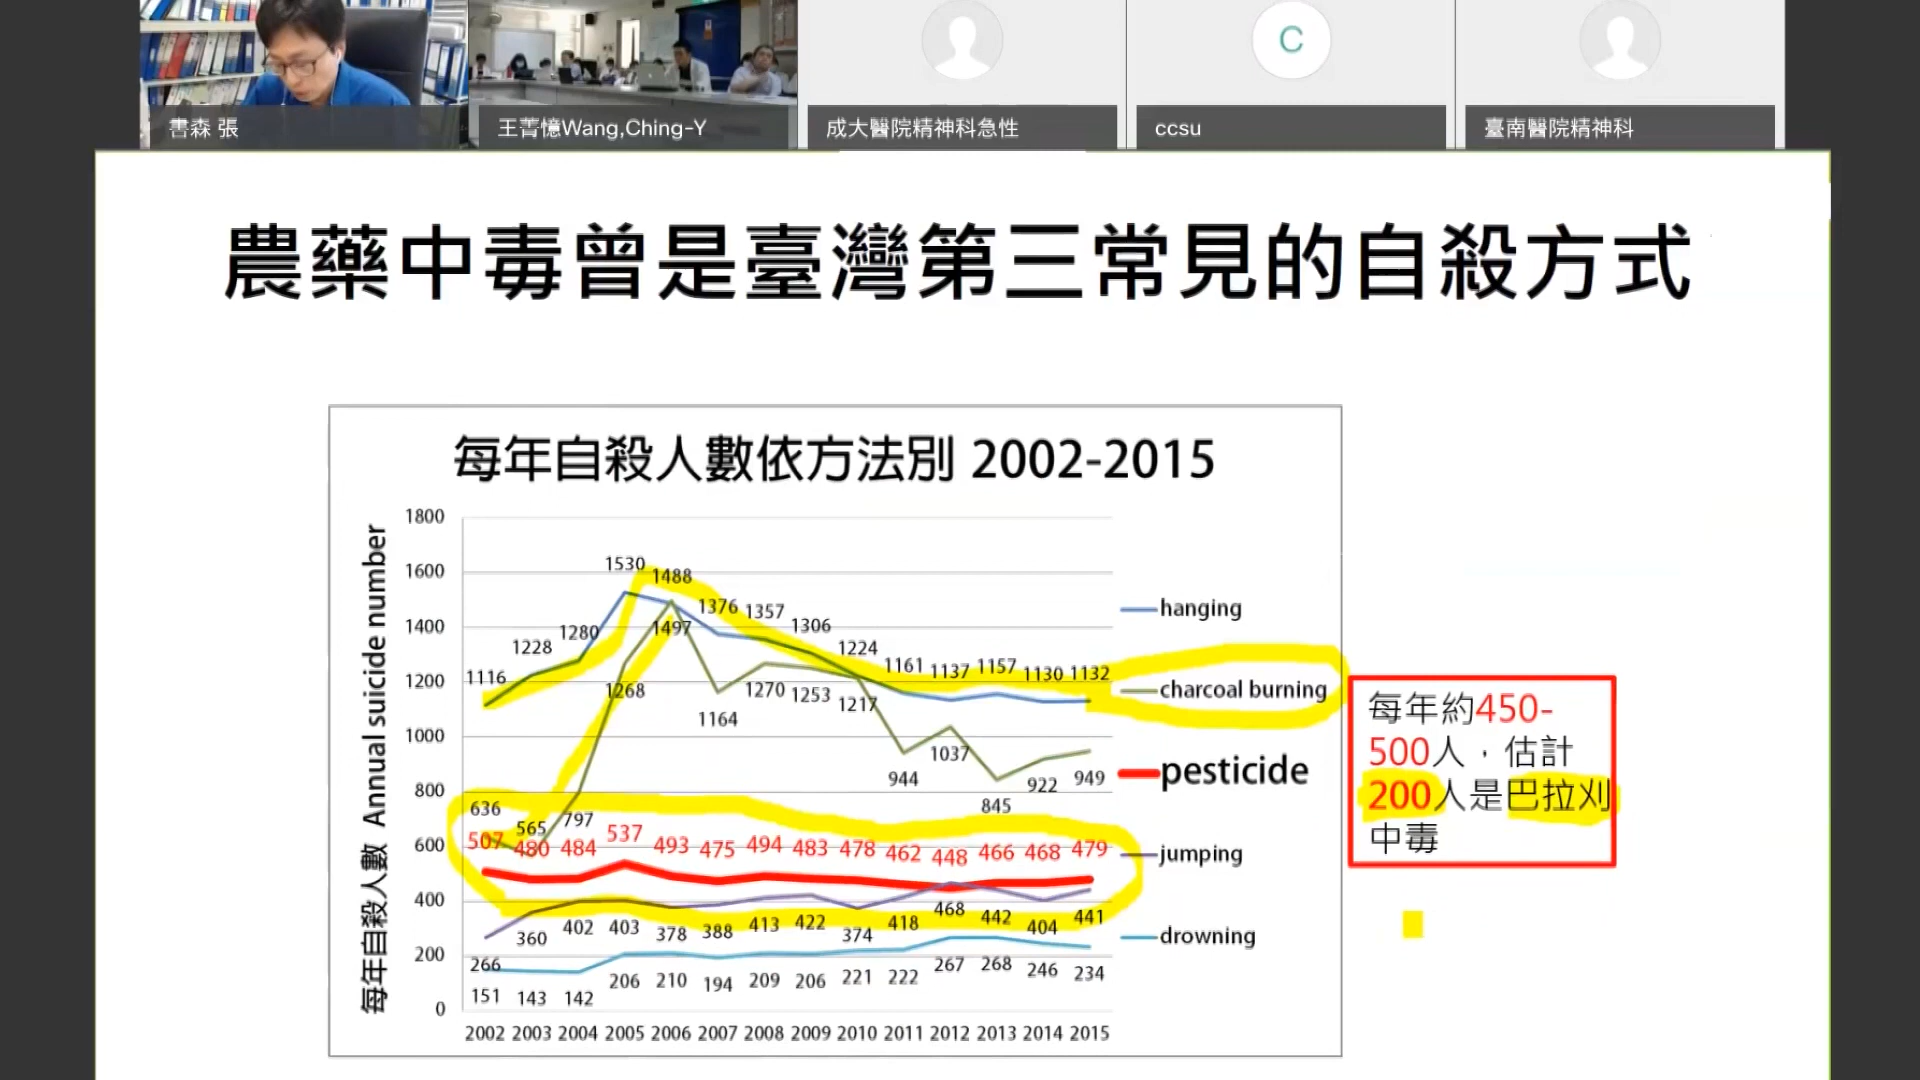 書森 張
王菁憶Wang,Ching-Y
成大醫院精神科急性
C
ccsu
臺南醫院精神科
農藥中毒曾是臺灣第三常見的自殺方式
每年自殺人數依方法別 2002-2015
每年自殺人數 Annual suicide number
1800
1600
1400
1200
1000
800
600
400
200
0
1116 1228 1280 1530 1488 1376 1357 1306 1224 1161 1137 1157 1130 1132
636 565 797 1268 1497 1164 1270 1253 1217 944 1037 845 922 949
507 480 484 537 493 475 494 483 478 462 448 466 468 479
266 360 402 403 378 388 413 422 374 418 468 442 404 441
151 143 142 206 210 194 209 206 221 222 267 268 246 234
2002 2003 2004 2005 2006 2007 2008 2009 2010 2011 2012 2013 2014 2015
hanging
charcoal burning
pesticide
jumping
drowning
每年約450-
500人，估計
200人是巴拉刈
中毒